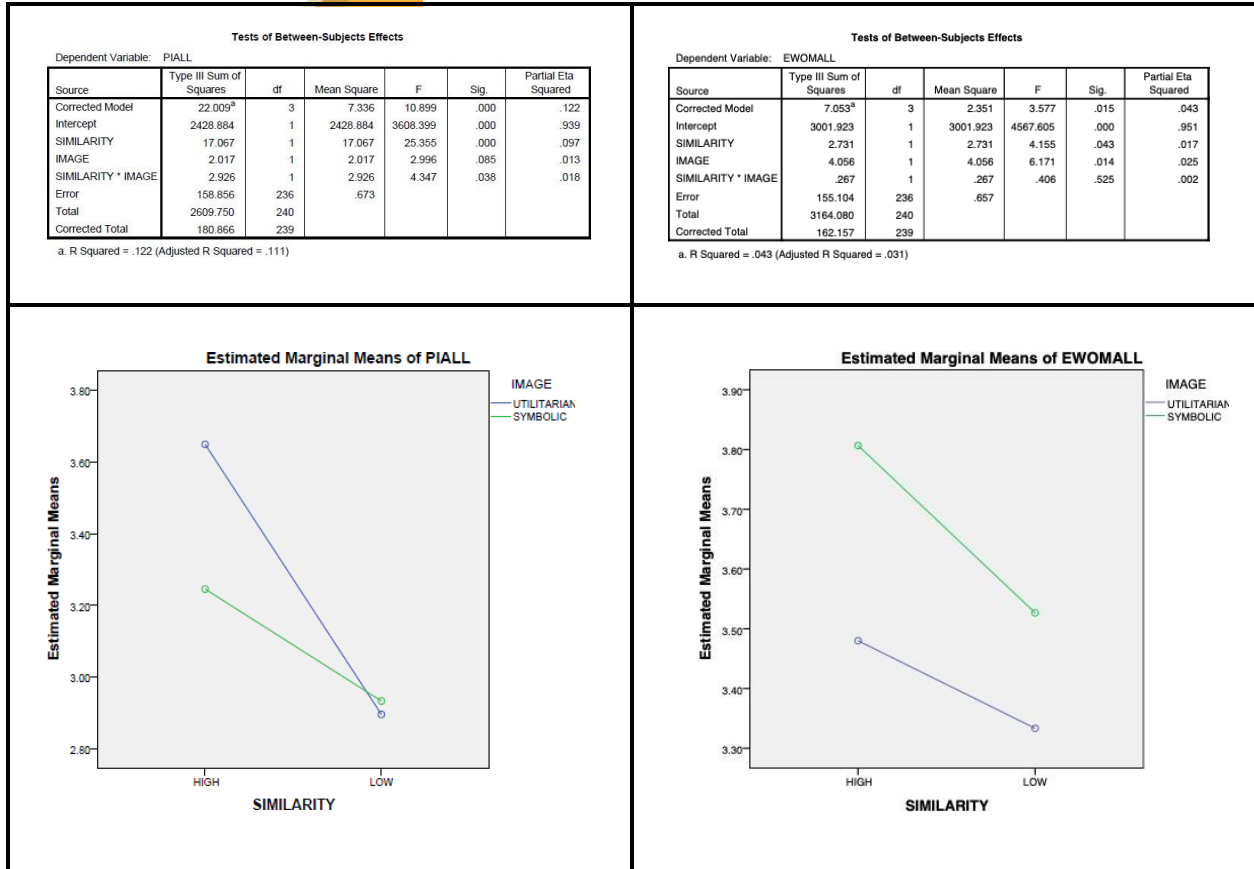 Tests of Between-Subjects Effects
Dependent Variable: PIALL
Source Type III Sum of Squares df Mean Square F Sig. Partial Eta Squared
Corrected Model 22.009a 3 7.336 10.899 .000 .122
Intercept 2428.884 1 2428.884 3608.399 .000 .939
SIMILARITY 17.067 1 17.067 25.355 .000 .097
IMAGE 2.017 1 2.017 2.996 .085 .013
SIMILARITY * IMAGE 2.926 1 2.926 4.347 .038 .018
Error 158.856 236 .673
Total 2609.750 240
Corrected Total 180.866 239
a. R Squared = .122 (Adjusted R Squared = .111)
Tests of Between-Subjects Effects
Dependent Variable: EWOMALL
Source Type III Sum of Squares df Mean Square F Sig. Partial Eta Squared
Corrected Model 7.053a 3 2.351 3.577 .015 .043
Intercept 3001.923 1 3001.923 4567.605 .000 .951
SIMILARITY 2.731 1 2.731 4.155 .043 .017
IMAGE 4.056 1 4.056 6.171 .014 .025
SIMILARITY * IMAGE .267 1 .267 .406 .525 .002
Error 155.104 236 .657
Total 3164.080 240
Corrected Total 162.157 239
a. R Squared = .043 (Adjusted R Squared = .031)
Estimated Marginal Means of PIALL
IMAGE
UTILITARIAN
SYMBOLIC
Estimated Marginal Means
3.80
3.60
3.40
3.20
3.00
2.80
HIGH LOW
SIMILARITY
Estimated Marginal Means of EWOMALL
IMAGE
UTILITARIAN
SYMBOLIC
Estimated Marginal Means
3.90
3.80
3.70
3.60
3.50
3.40
3.30
HIGH LOW
SIMILARITY